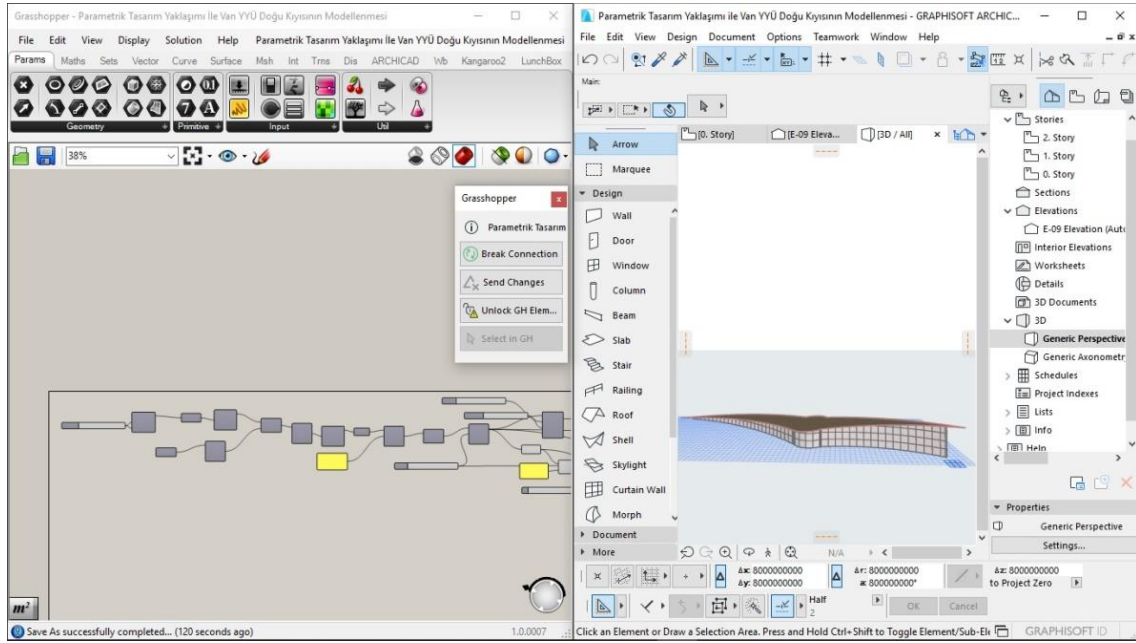 Grasshopper - Parametrik Tasarım Yaklaşımı İle Van YYÜ Doğu Kıyısının Modellenmesi
File Edit View Display Solution Help Parametrik Tasarım Yaklaşımı İle Van YYÜ Doğu Kıyısının Modellenmesi
Params Maths Sets Vector Curve Surface Msh Int Trns Dis ARCHICAD Wb Kangaroo2 LunchBox
Geometry Primitive Input Util
38%
Grasshopper
Parametrik Tasarım
Break Connection
Send Changes
Unlock GH Elem...
Select in GH
m²
Save As successfully completed... (120 seconds ago) 1.0.0007
Parametrik Tasarım Yaklaşımı ile Van YYÜ Doğu Kıyısının Modellenmesi - GRAPHISOFT ARCHIC...
File Edit View Design Document Options Teamwork Window Help
Main:
[0. Story] [E-09 Eleva... [3D / All]
Arrow
Marquee
Design
Wall
Door
Window
Column
Beam
Slab
Stair
Railing
Roof
Shell
Skylight
Curtain Wall
Morph
Document
More
N/A
Stories
2. Story
1. Story
0. Story
Sections
Elevations
E-09 Elevation (Auto
Interior Elevations
Worksheets
Details
3D Documents
3D
Generic Perspective
Generic Axonometr
Schedules
Project Indexes
Lists
Info
Help
Properties
Generic Perspective
Settings...
Δx: 8000000000 Δr: 8000000000 Δz: 8000000000
Δy: 8000000000 α: 800000000° to Project Zero
Half
2
OK Cancel
Click an Element or Draw a Selection Area. Press and Hold Ctrl+Shift to Toggle Element/Sub-Ele GRAPHISOFT ID